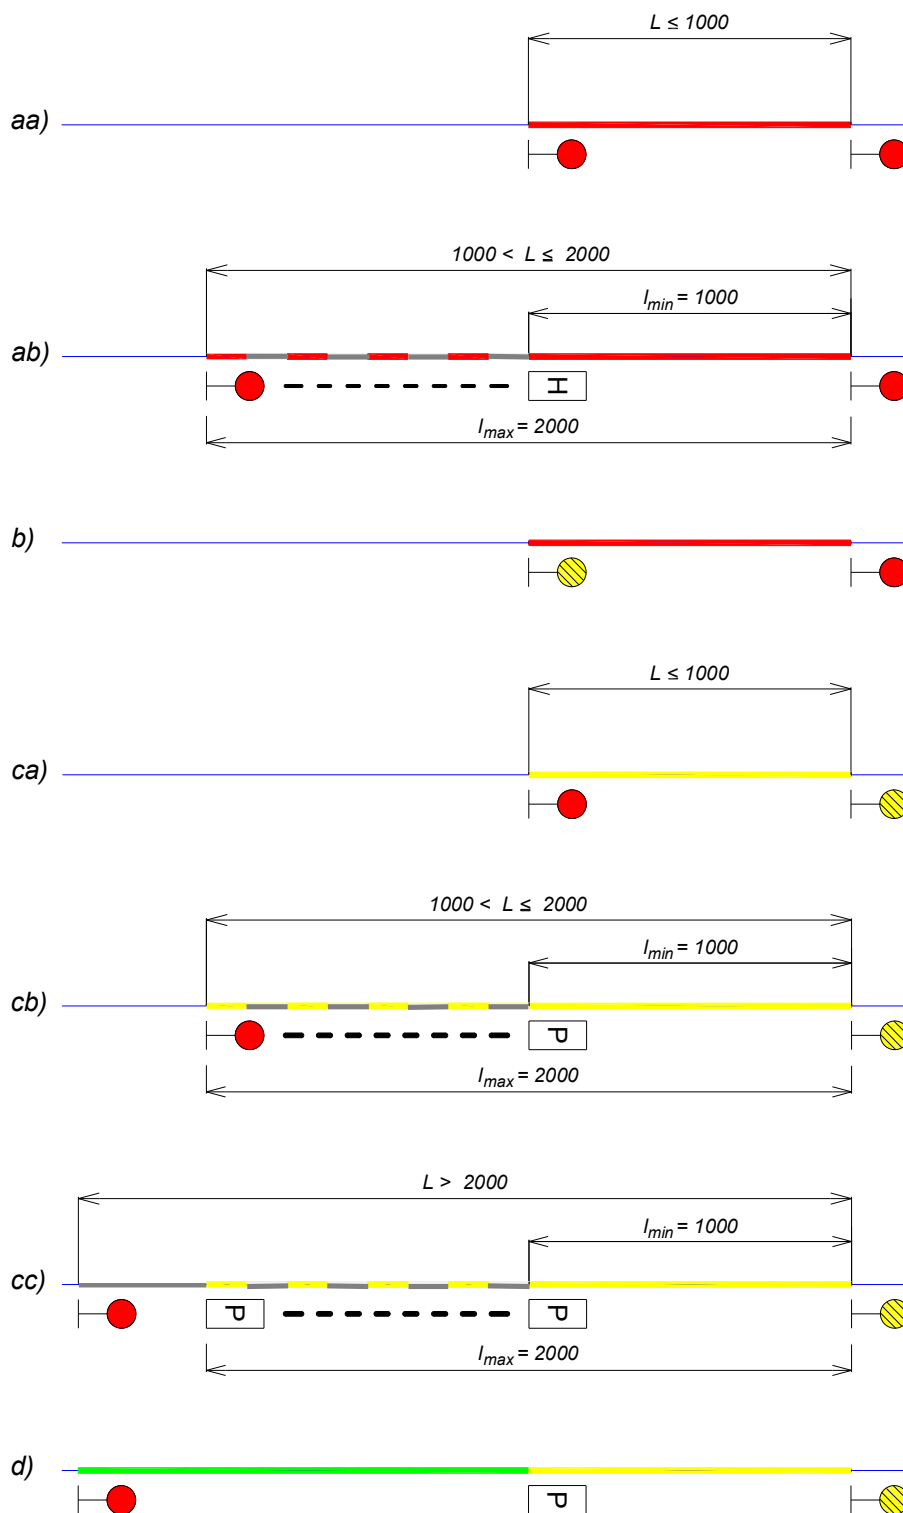 L ≤ 1000
aa)
1000 < L ≤ 2000
lmin = 1000
ab)
H
lmax = 2000
b)
L ≤ 1000
ca)
1000 < L ≤ 2000
lmin = 1000
cb)
P
lmax = 2000
L > 2000
lmin = 1000
cc)
P P
lmax = 2000
d)
P